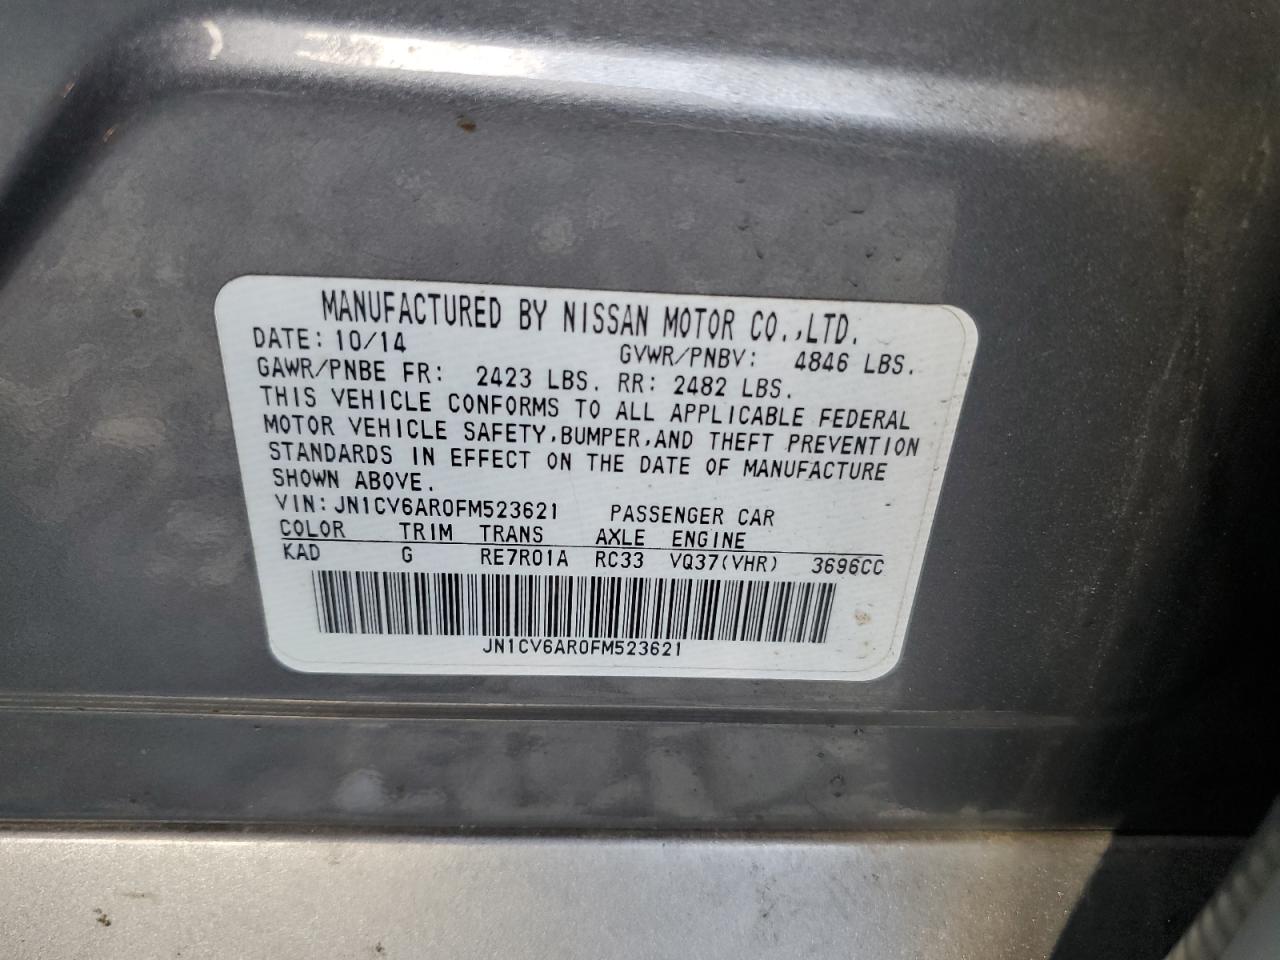 MANUFACTURED BY NISSAN MOTOR CO.,LTD.
DATE: 10/14 GVWR/PNBV: 4846 LBS.
GAWR/PNBE FR: 2423 LBS. RR: 2482 LBS.
THIS VEHICLE CONFORMS TO ALL APPLICABLE FEDERAL
MOTOR VEHICLE SAFETY,BUMPER,AND THEFT PREVENTION
STANDARDS IN EFFECT ON THE DATE OF MANUFACTURE
SHOWN ABOVE.
VIN: JN1CV6AR0FM523621 PASSENGER CAR
COLOR TRIM TRANS AXLE ENGINE
KAD G RE7R01A RC33 VQ37(VHR) 3696CC
JN1CV6AR0FM523621